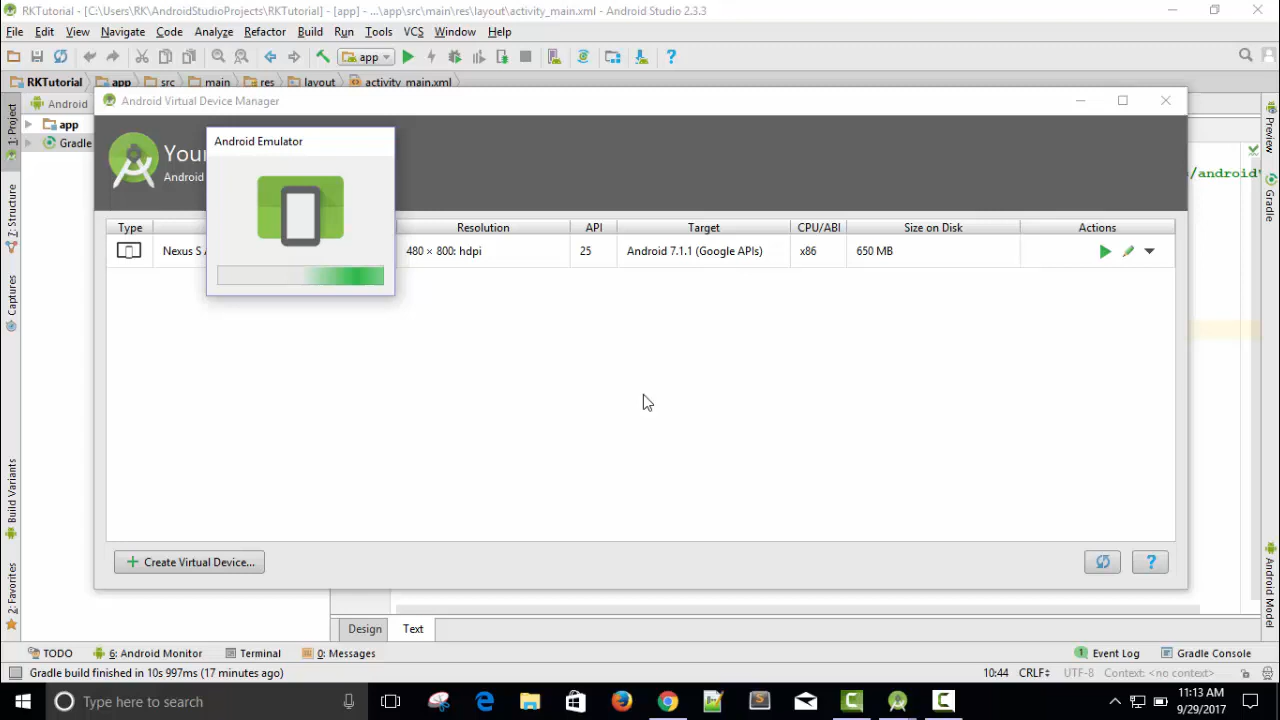 RKTutorial - [C:\Users\RK\AndroidStudioProjects\RKTutorial] - [app] - ...\app\src\main\res\layout\activity_main.xml - Android Studio 2.3.3
File Edit View Navigate Code Analyze Refactor Build Run Tools VCS Window Help
app
RKTutorial app src main res layout activity_main.xml
Android Virtual Device Manager
Android
app
Gradle
1: Project
7: Structure
Captures
Build Variants
2: Favorites
Your
Android
Android Emulator
Type Resolution API Target CPU/ABI Size on Disk Actions
Nexus S 480 × 800: hdpi 25 Android 7.1.1 (Google APIs) x86 650 MB
Create Virtual Device...
?
Preview
Gradle
Android Model
/android"
Design Text
TODO 6: Android Monitor Terminal 0: Messages 1 Event Log Gradle Console
Gradle build finished in 10s 997ms (17 minutes ago) 10:44 CRLF÷ UTF-8 Context: <no context>
Type here to search
11:13 AM
9/29/2017